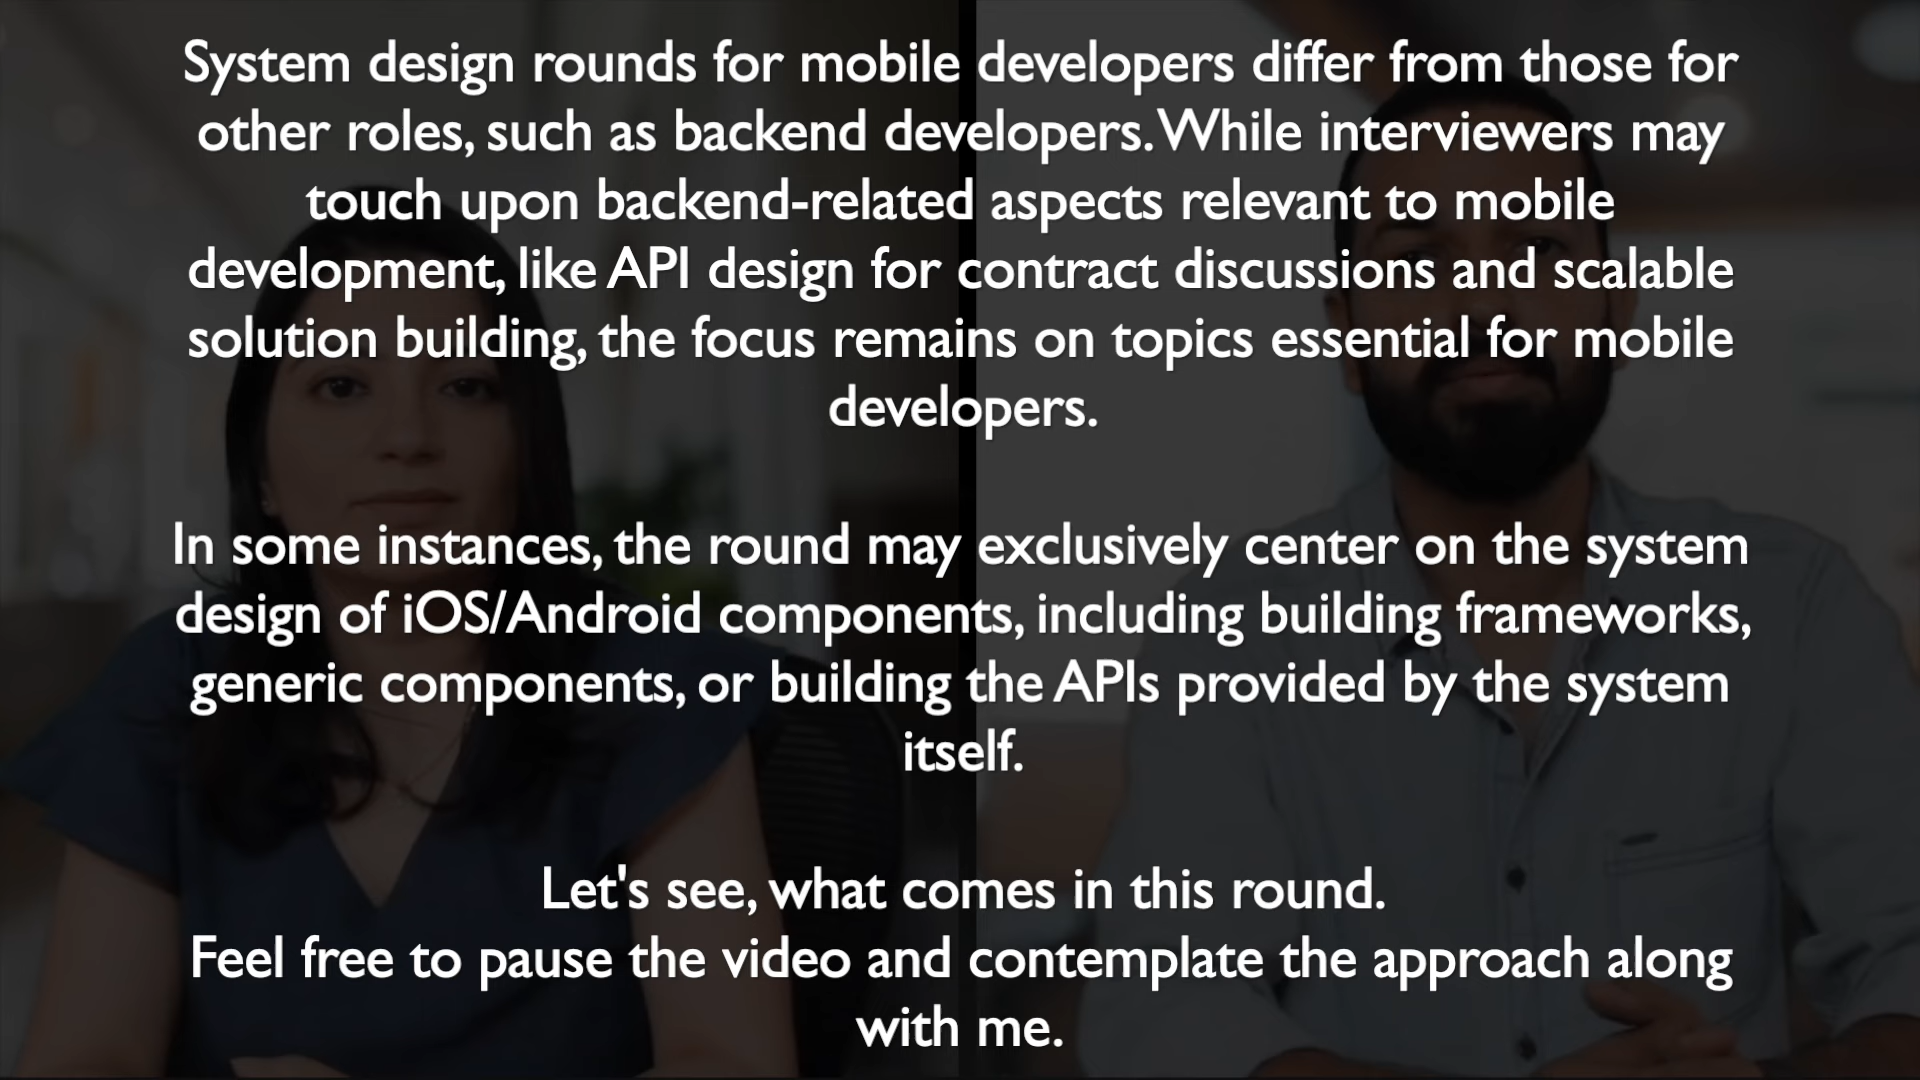 System design rounds for mobile developers differ from those for
other roles, such as backend developers. While interviewers may
touch upon backend-related aspects relevant to mobile
development, like API design for contract discussions and scalable
solution building, the focus remains on topics essential for mobile
developers.
In some instances, the round may exclusively center on the system
design of iOS/Android components, including building frameworks,
generic components, or building the APIs provided by the system
itself.
Let's see, what comes in this round.
Feel free to pause the video and contemplate the approach along
with me.